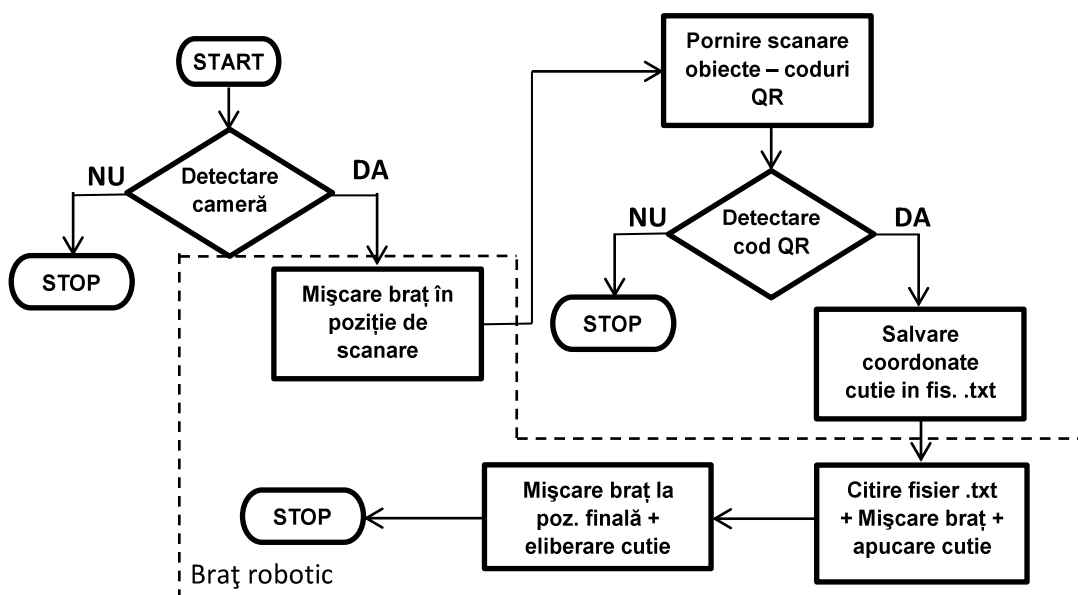 START
Detectare
cameră
NU
DA
STOP
Mişcare braț în
poziție de
scanare
Pornire scanare
obiecte – coduri
QR
Detectare
cod QR
NU
DA
STOP
Salvare
coordonate
cutie in fis. .txt
Citire fisier .txt
+ Mişcare braț +
apucare cutie
Mişcare braț la
poz. finală +
eliberare cutie
STOP
Braţ robotic